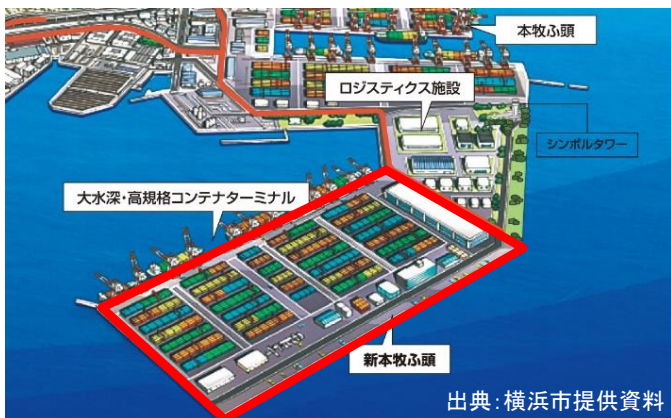 本牧ふ頭
ロジスティクス施設
シンボルタワー
大水深・高規格コンテナターミナル
新本牧ふ頭
出典：横浜市提供資料